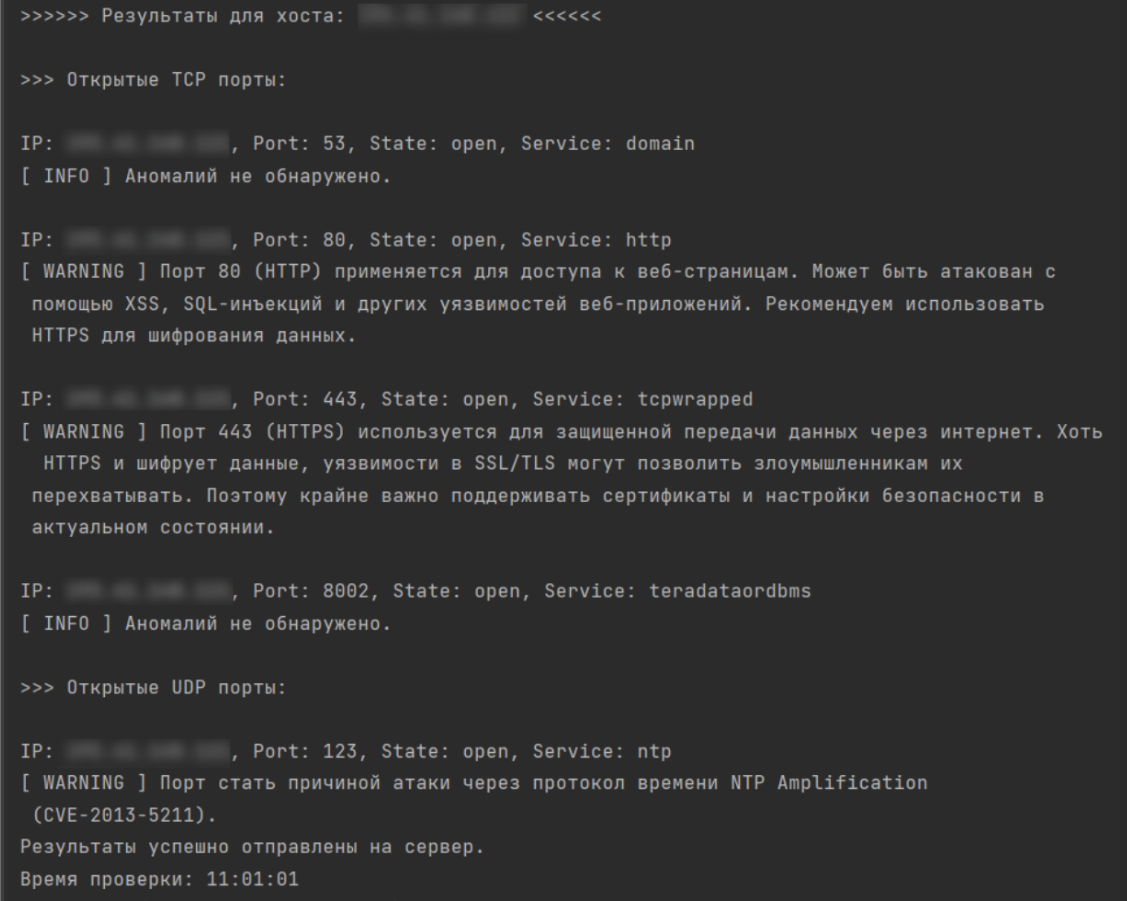 >>>>>> Результаты для хоста: <<<<<<
>>> Открытые TCP порты:
IP: , Port: 53, State: open, Service: domain
[ INFO ] Аномалий не обнаружено.
IP: , Port: 80, State: open, Service: http
[ WARNING ] Порт 80 (HTTP) применяется для доступа к веб-страницам. Может быть атакован с
помощью XSS, SQL-инъекций и других уязвимостей веб-приложений. Рекомендуем использовать
HTTPS для шифрования данных.
IP: , Port: 443, State: open, Service: tcpwrapped
[ WARNING ] Порт 443 (HTTPS) используется для защищенной передачи данных через интернет. Хоть
HTTPS и шифрует данные, уязвимости в SSL/TLS могут позволить злоумышленникам их
перехватывать. Поэтому крайне важно поддерживать сертификаты и настройки безопасности в
актуальном состоянии.
IP: , Port: 8002, State: open, Service: teradataordbms
[ INFO ] Аномалий не обнаружено.
>>> Открытые UDP порты:
IP: , Port: 123, State: open, Service: ntp
[ WARNING ] Порт стать причиной атаки через протокол времени NTP Amplification
(CVE-2013-5211).
Результаты успешно отправлены на сервер.
Время проверки: 11:01:01